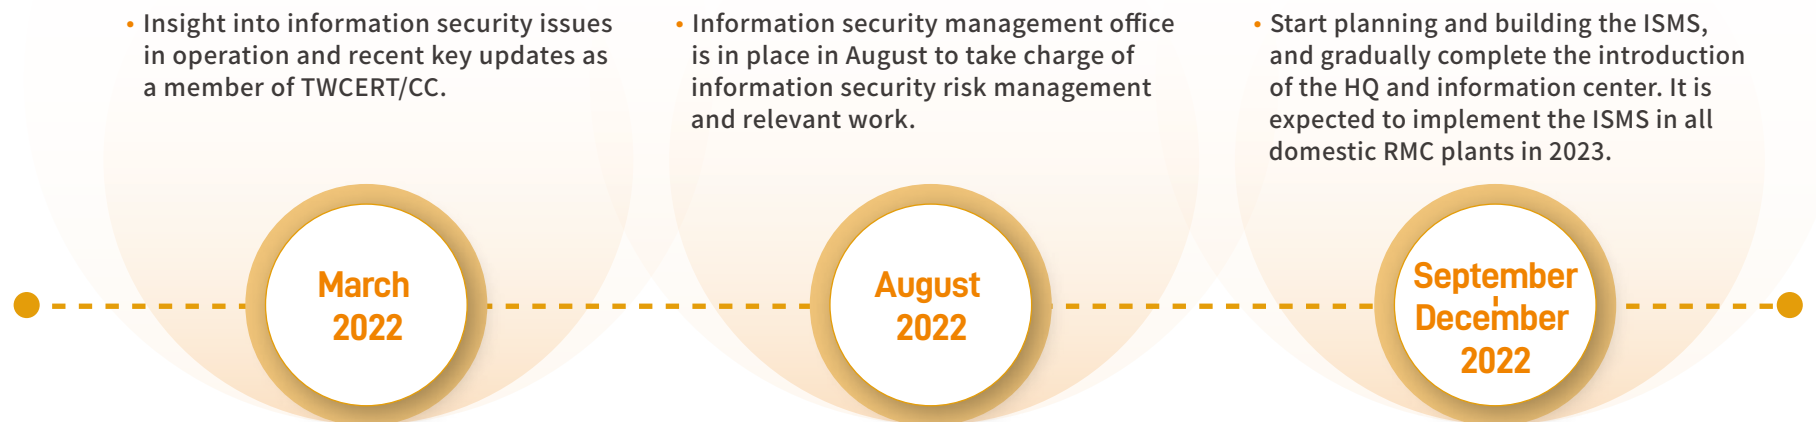 • Insight into information security issues
in operation and recent key updates as
a member of TWCERT/CC.
• Information security management office
is in place in August to take charge of
information security risk management
and relevant work.
• Start planning and building the ISMS,
and gradually complete the introduction
of the HQ and information center. It is
expected to implement the ISMS in all
domestic RMC plants in 2023.
March
2022
August
2022
September
-
December
2022